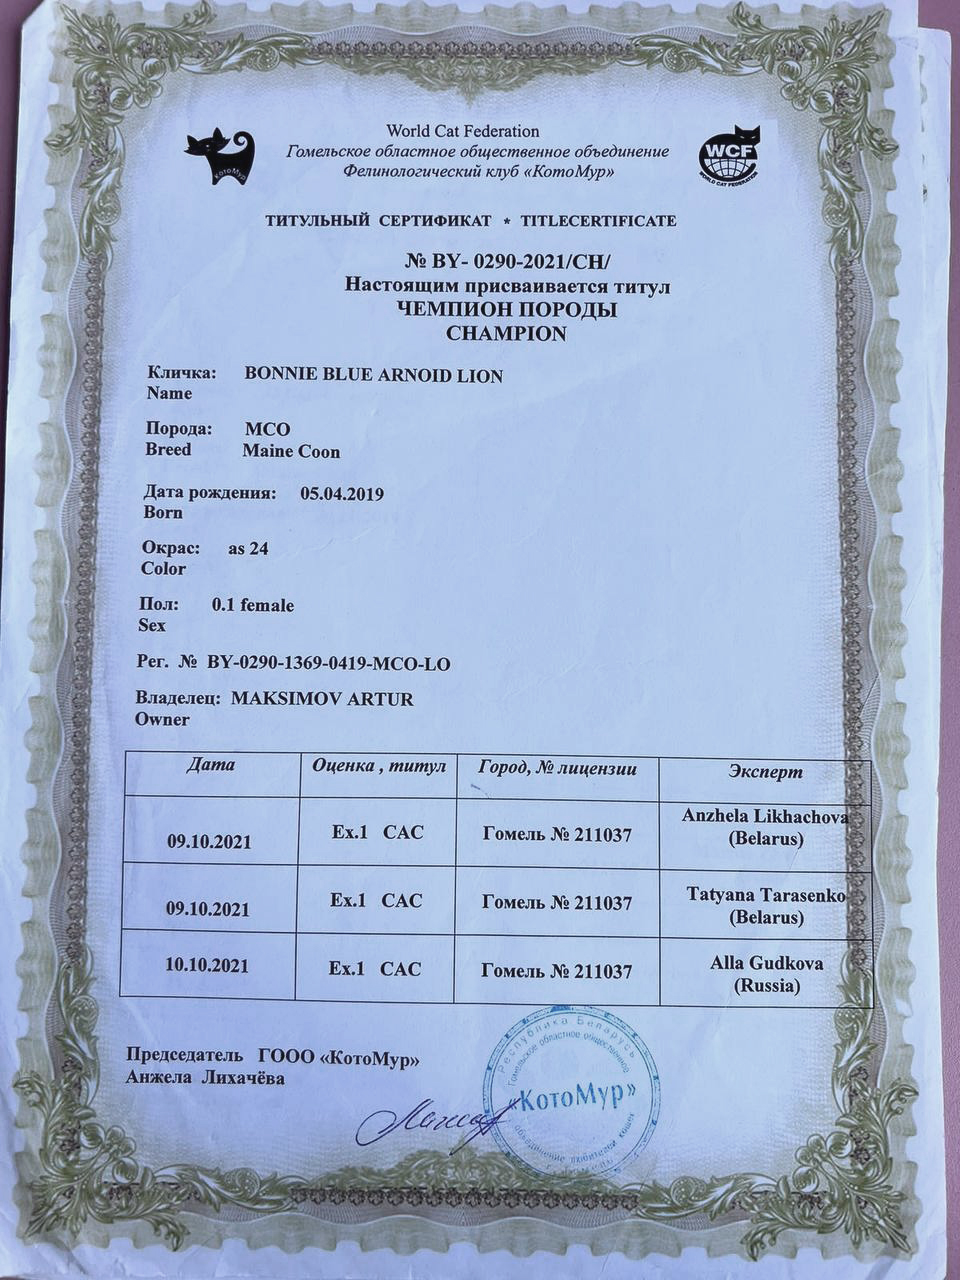 World Cat Federation
Гомельское областное общественное объединение
Фелинологический клуб «КотоМур»
КотоМур
WCF
WORLD CAT FEDERATION
ТИТУЛЬНЫЙ СЕРТИФИКАТ * TITLECERTIFICATE
№ BY- 0290-2021/CH/
Настоящим присваивается титул
ЧЕМПИОН ПОРОДЫ
CHAMPION
Кличка: BONNIE BLUE ARNOID LION
Name
Порода: MCO
Breed Maine Coon
Дата рождения: 05.04.2019
Born
Окрас: as 24
Color
Пол: 0.1 female
Sex
Рег. № BY-0290-1369-0419-MCO-LO
Владелец: MAKSIMOV ARTUR
Owner
Дата Оценка , титул Город, № лицензии Эксперт
09.10.2021 Ex.1 CAC Гомель № 211037 Anzhela Likhachova (Belarus)
09.10.2021 Ex.1 CAC Гомель № 211037 Tatyana Tarasenko (Belarus)
10.10.2021 Ex.1 CAC Гомель № 211037 Alla Gudkova (Russia)
Председатель ГООО «КотоМур»
Анжела Лихачёва
Республика Беларусь
Гомельское областное общественное
«КотоМур»
объединение любителей кошек